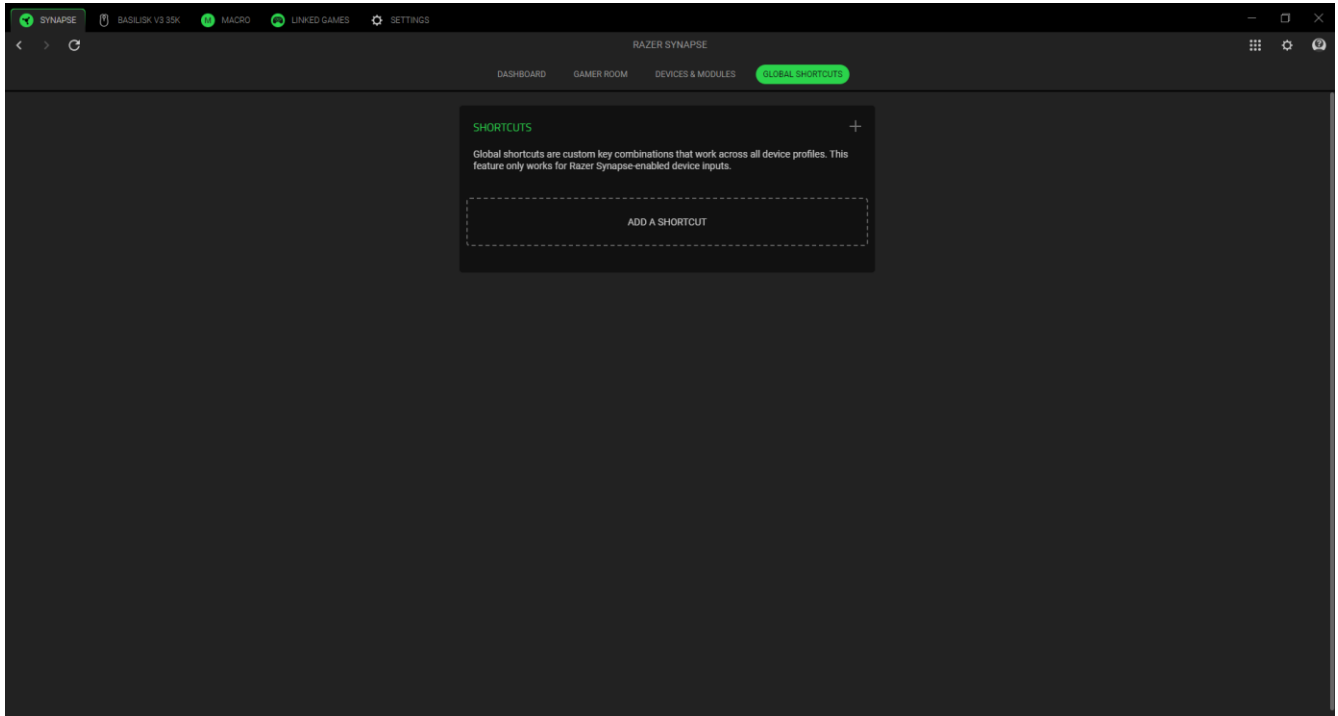 SYNAPSE BASILISK V3 35K M MACRO LINKED GAMES SETTINGS
RAZER SYNAPSE
DASHBOARD GAMER ROOM DEVICES & MODULES GLOBAL SHORTCUTS
SHORTCUTS
Global shortcuts are custom key combinations that work across all device profiles. This
feature only works for Razer Synapse-enabled device inputs.
ADD A SHORTCUT